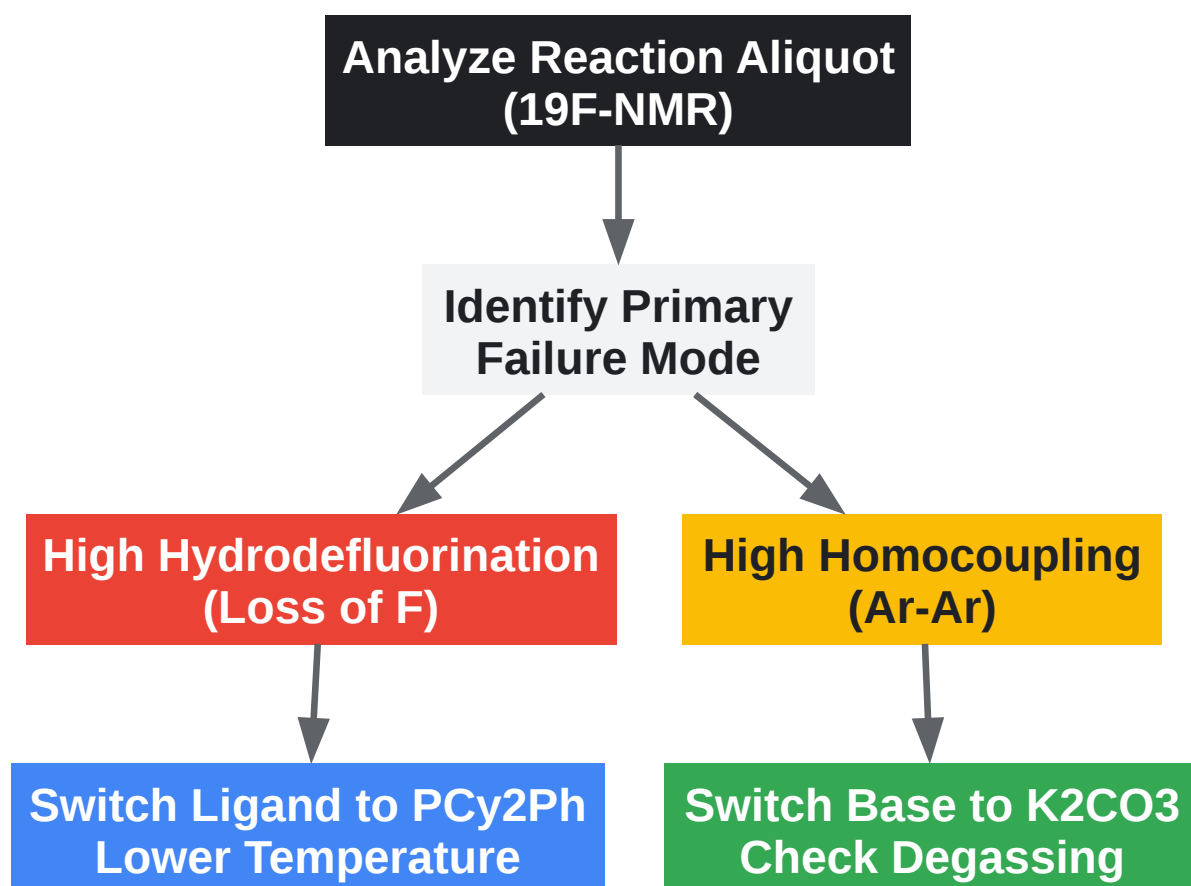 Analyze Reaction Aliquot
(19F-NMR)
Identify Primary
Failure Mode
High Hydrodefluorination
(Loss of F)
High Homocoupling
(Ar-Ar)
Switch Ligand to PCy2Ph
Lower Temperature
Switch Base to K2CO3
Check Degassing